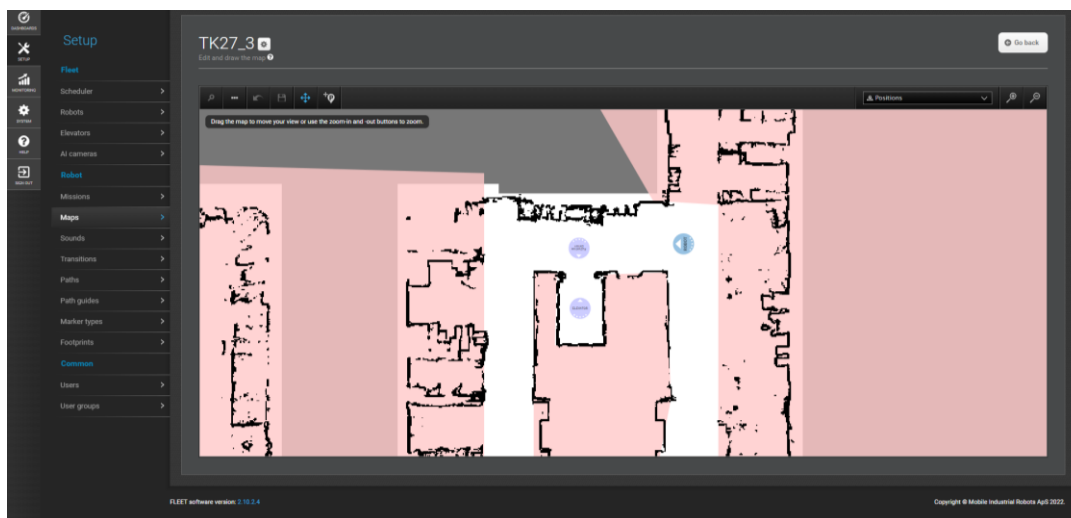 DASHBOARDS
SETUP
MONITORING
SYSTEM
HELP
SIGN OUT
Setup
Fleet
Scheduler
Robots
Elevators
AI cameras
Robot
Missions
Maps
Sounds
Transitions
Paths
Path guides
Marker types
Footprints
Common
Users
User groups
TK27_3
Edit and draw the map
Go back
Positions
Drag the map to move your view or use the zoom-in and -out buttons to zoom.
ELEVATOR
FLEET software version: 2.10.2.4
Copyright © Mobile Industrial Robots ApS 2022.